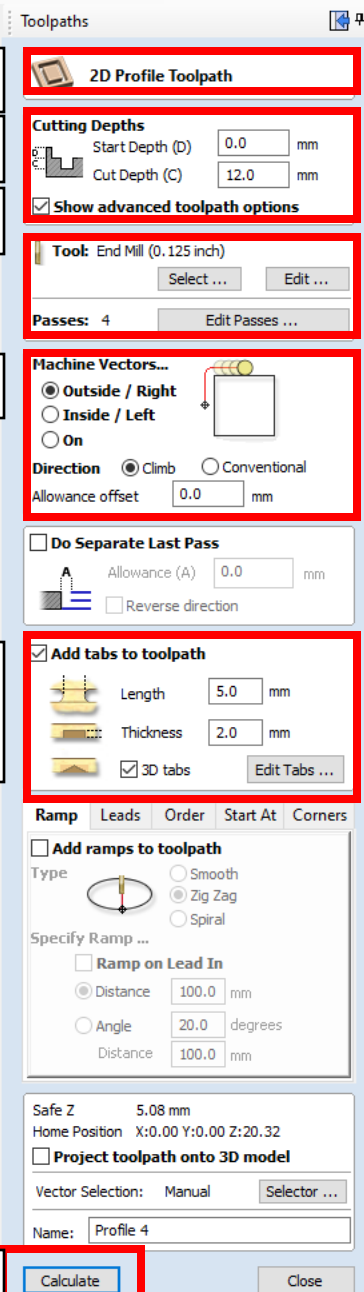 Toolpaths
2D Profile Toolpath
Cutting Depths
Start Depth (D) 0.0 mm
Cut Depth (C) 12.0 mm
Show advanced toolpath options
Tool: End Mill (0.125 inch)
Select ... Edit ...
Passes: 4 Edit Passes ...
Machine Vectors...
Outside / Right
Inside / Left
On
Direction Climb Conventional
Allowance offset 0.0 mm
Do Separate Last Pass
A Allowance (A) 0.0 mm
Reverse direction
Add tabs to toolpath
Length 5.0 mm
Thickness 2.0 mm
3D tabs Edit Tabs ...
Ramp Leads Order Start At Corners
Add ramps to toolpath
Type Smooth
Zig Zag
Spiral
Specify Ramp ...
Ramp on Lead In
Distance 100.0 mm
Angle 20.0 degrees
Distance 100.0 mm
Safe Z 5.08 mm
Home Position X:0.00 Y:0.00 Z:20.32
Project toolpath onto 3D model
Vector Selection: Manual Selector ...
Name: Profile 4
Calculate Close